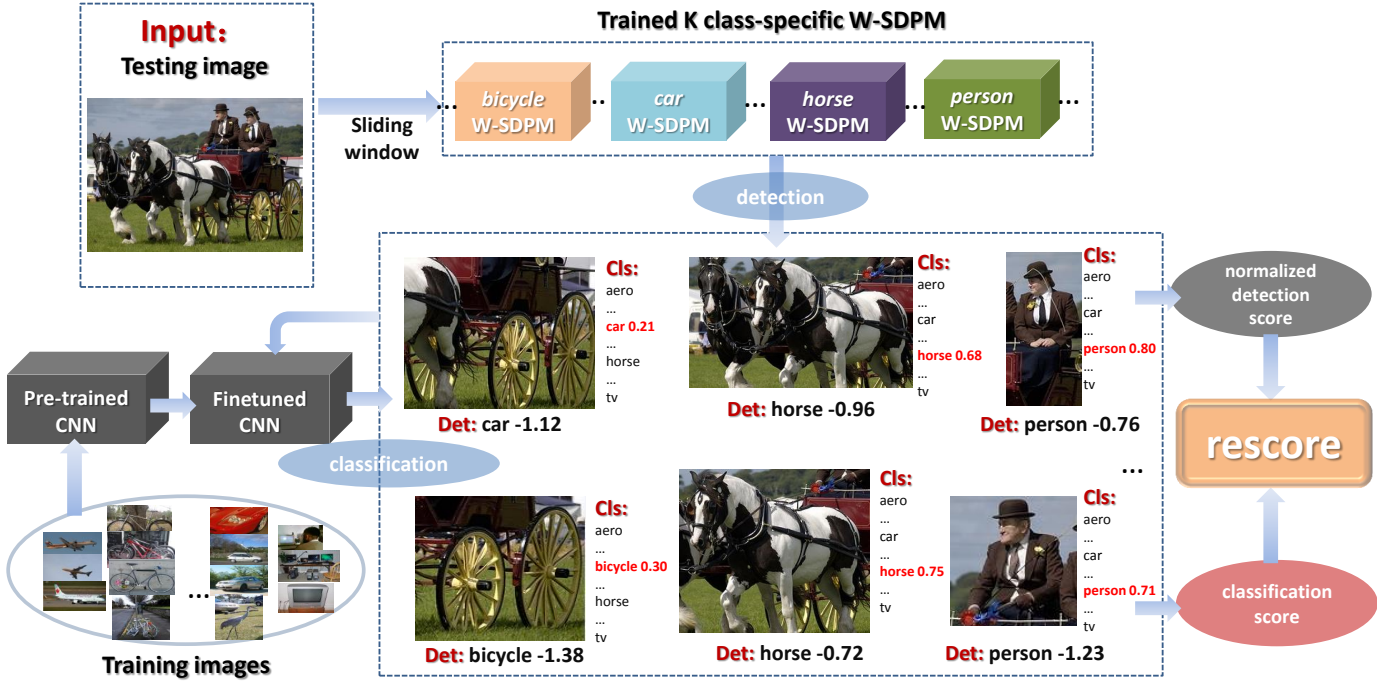 Trained K class-specific W-SDPM
Input:
Testing image
Sliding
window
...
bicycle
W-SDPM
...
car
W-SDPM
...
horse
W-SDPM
...
person
W-SDPM
...
detection
Cls:
aero
...
car 0.21
...
horse
...
tv
Det: car -1.12
Cls:
aero
...
car
...
horse 0.68
...
tv
Det: horse -0.96
Cls:
aero
...
car
...
person 0.80
...
tv
Det: person -0.76
normalized
detection
score
Pre-trained
CNN
Finetuned
CNN
classification
rescore
...
Cls:
aero
...
bicycle 0.30
...
horse
...
tv
Det: bicycle -1.38
Cls:
aero
...
car
...
horse 0.75
...
tv
Det: horse -0.72
Cls:
aero
...
car
...
person 0.71
...
tv
Det: person -1.23
classification
score
...
Training images